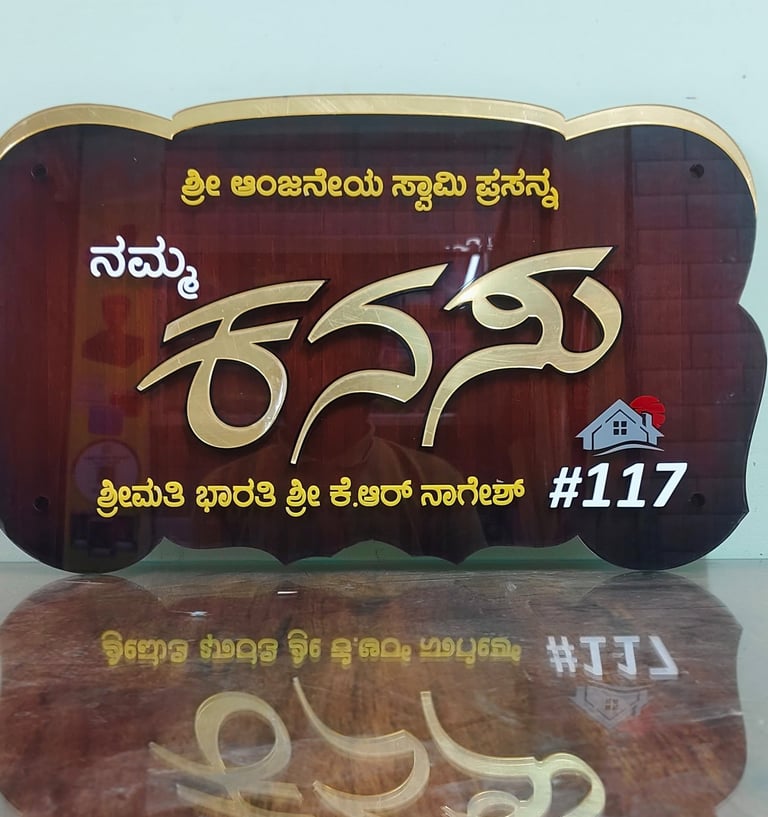 ಶ್ರೀ ಆಂಜನೇಯ ಸ್ವಾಮಿ ಪ್ರಸನ್ನ
ನಮ್ಮ
ಕನಸು
ಶ್ರೀಮತಿ ಭಾರತಿ ಶ್ರೀ ಕೆ.ಆರ್ ನಾಗೇಶ್
#117